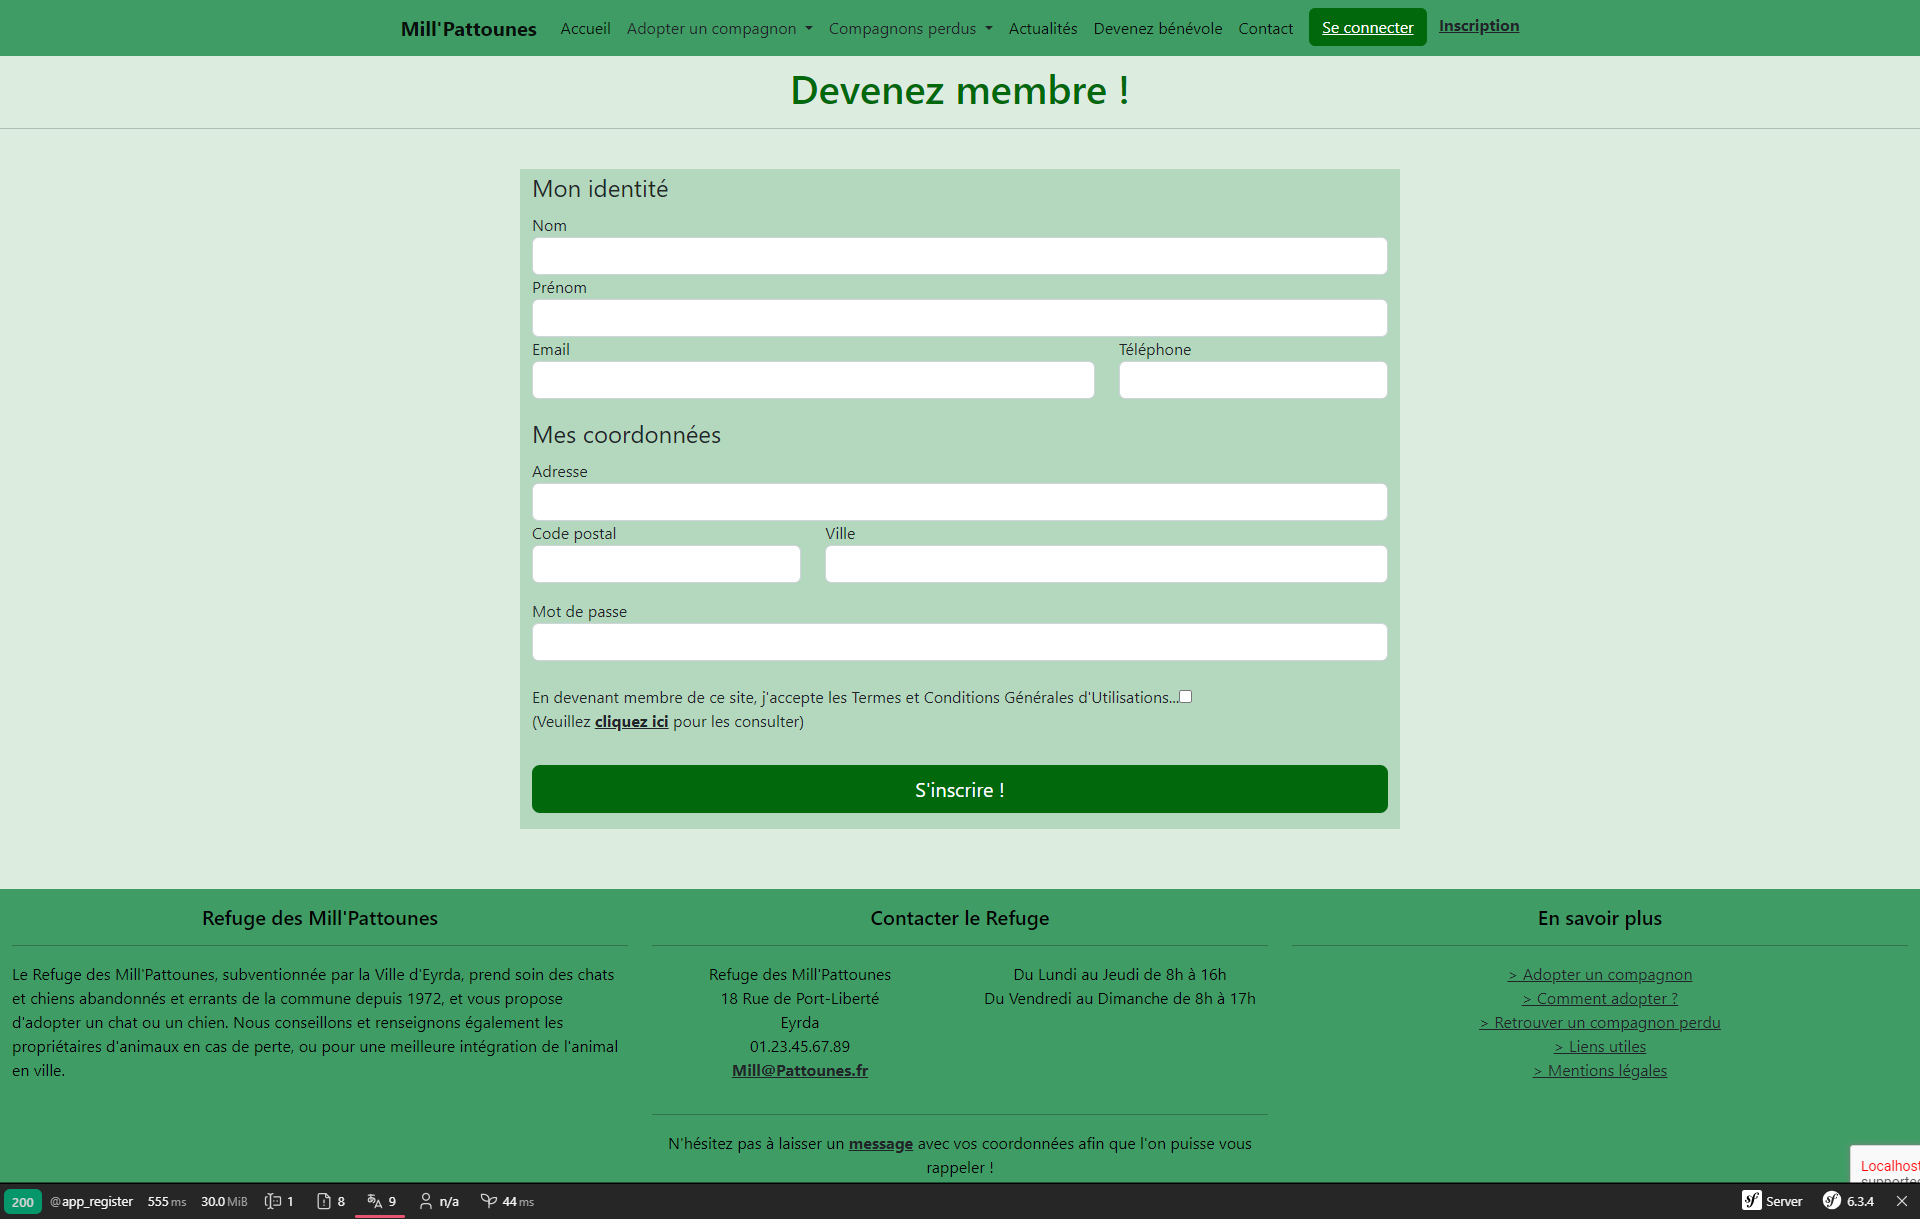 Mill'Pattounes Accueil Adopter un compagnon Compagnons perdus Actualités Devenez bénévole Contact Se connecter Inscription
Devenez membre !
Mon identité
Nom
Prénom
Email Téléphone
Mes coordonnées
Adresse
Code postal Ville
Mot de passe
En devenant membre de ce site, j'accepte les Termes et Conditions Générales d'Utilisations...
(Veuillez cliquez ici pour les consulter)
S'inscrire !
Refuge des Mill'Pattounes
Le Refuge des Mill'Pattounes, subventionnée par la Ville d'Eyrda, prend soin des chats
et chiens abandonnés et errants de la commune depuis 1972, et vous propose
d'adopter un chat ou un chien. Nous conseillons et renseignons également les
propriétaires d'animaux en cas de perte, ou pour une meilleure intégration de l'animal
en ville.
Contacter le Refuge
Refuge des Mill'Pattounes
18 Rue de Port-Liberté
Eyrda
01.23.45.67.89
Mill@Pattounes.fr
Du Lundi au Jeudi de 8h à 16h
Du Vendredi au Dimanche de 8h à 17h
N'hésitez pas à laisser un message avec vos coordonnées afin que l'on puisse vous
rappeler !
En savoir plus
> Adopter un compagnon
> Comment adopter ?
> Retrouver un compagnon perdu
> Liens utiles
> Mentions légales
Localhost
200 @app_register 555 ms 30.0 MiB 1 8 9 n/a 44 ms Server 6.3.4